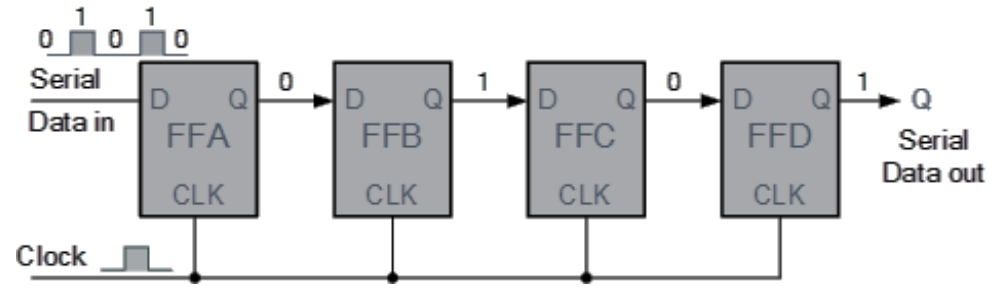 0 1 0 1 0
Serial
Data in
D Q
FFA
CLK
0
D Q
FFB
CLK
1
D Q
FFC
CLK
0
D Q
FFD
CLK
1
Q
Serial
Data out
Clock